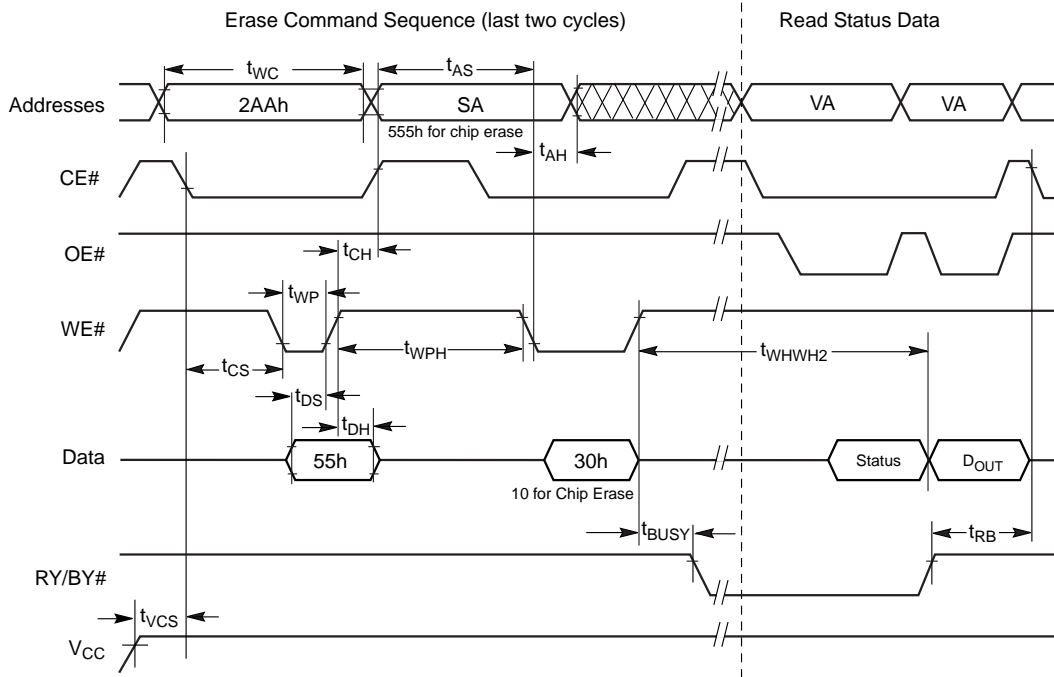 Erase Command Sequence (last two cycles) Read Status Data
tWC tAS
Addresses 2AAh SA VA VA
555h for chip erase
tAH
CE#
tCH
OE#
tWP
WE#
tWPH tWHWH2
tCS
tDS
tDH
Data 55h 30h Status DOUT
10 for Chip Erase
tBUSY tRB
RY/BY#
tVCS
VCC